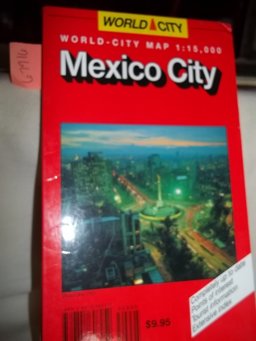 WORLD CITY
WORLD-CITY MAP 1:15,000
Mexico City
Completely up to date
Points of interest
Tourist information
Extensive index
$9.95